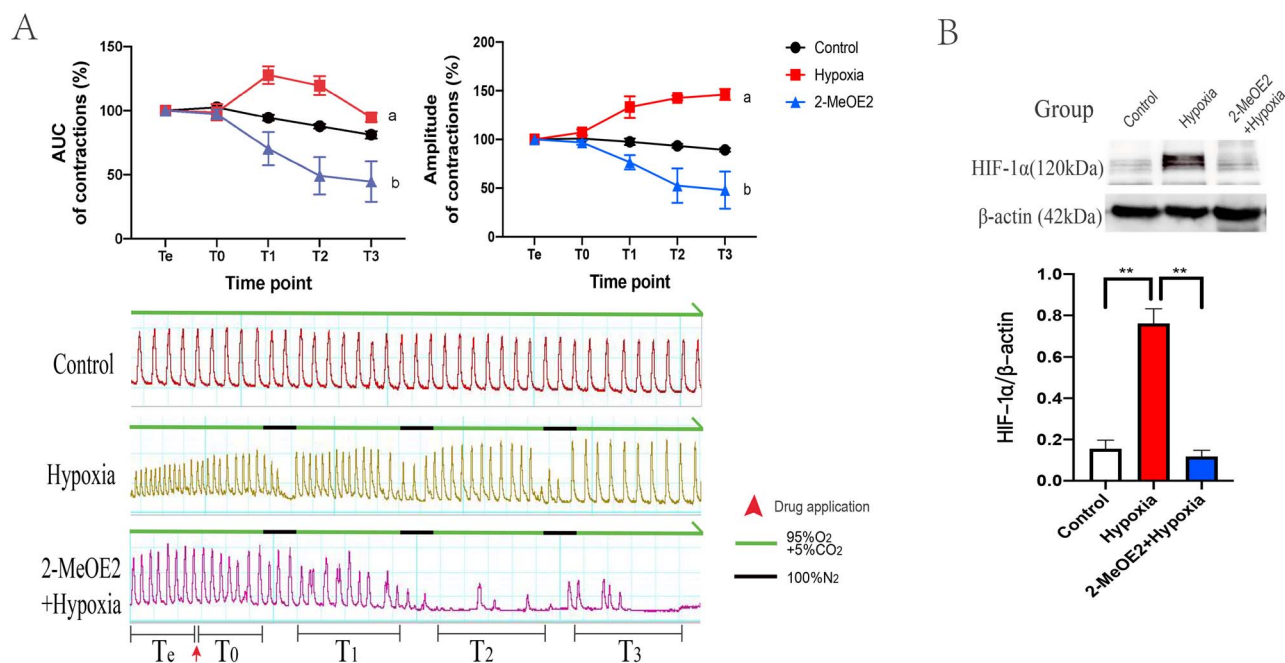 A
AUC
of contractions (%)
150
100
50
0
Te T0 T1 T2 T3
Time point
a
b
Amplitude
of contractions (%)
200
150
100
50
0
Te T0 T1 T2 T3
Time point
a
b
Control
Hypoxia
2-MeOE2
Control
Hypoxia
2-MeOE2
+Hypoxia
Te T0 T1 T2 T3
Drug application
95%O2
+5%CO2
100%N2
B
Group
Control
Hypoxia
2-MeOE2
+Hypoxia
HIF-1α(120kDa)
β-actin (42kDa)
HIF-1α/β-actin
1.0
0.8
0.6
0.4
0.2
0.0
** **
Control
Hypoxia
2-MeOE2+Hypoxia